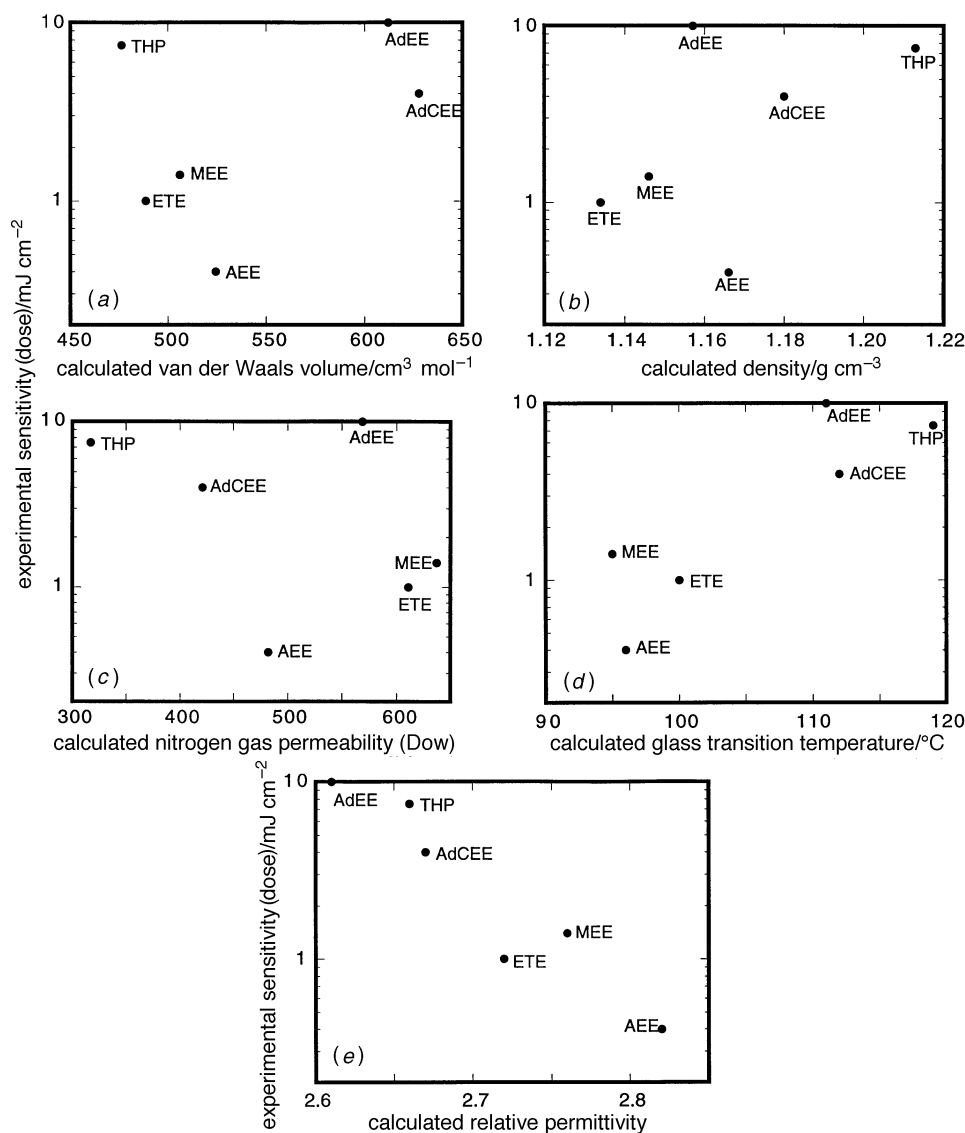 10
THP
AdEE
AdCEE
MEE
1
ETE
AEE
(a)
450 500 550 600 650
calculated van der Waals volume/cm³ mol⁻¹
10
AdEE
THP
AdCEE
MEE
1
ETE
AEE
(b)
1.12 1.14 1.16 1.18 1.20 1.22
calculated density/g cm⁻³
experimental sensitivity(dose)/mJ cm⁻²
10
THP
AdEE
AdCEE
MEE
1
ETE
AEE
(c)
300 400 500 600
calculated nitrogen gas permeability (Dow)
10
AdEE
THP
AdCEE
MEE
1
ETE
AEE
(d)
90 100 110 120
calculated glass transition temperature/°C
experimental sensitivity(dose)/mJ cm⁻²
10
AdEE
THP
AdCEE
MEE
1
ETE
AEE
(e)
2.6 2.7 2.8
calculated relative permittivity